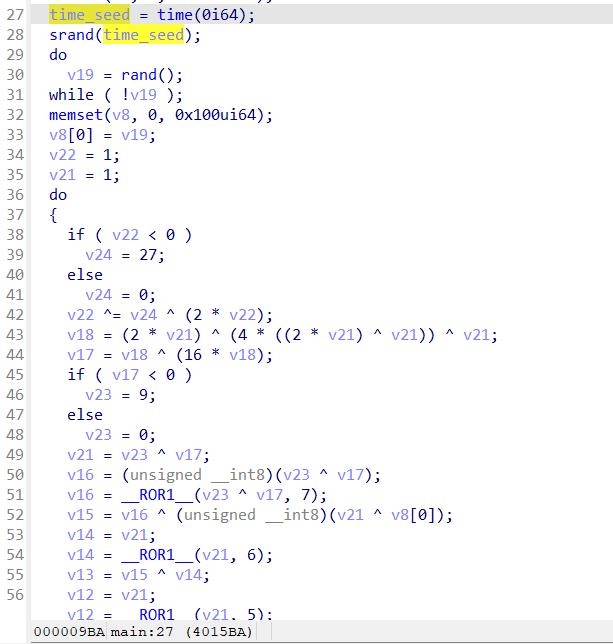 27 time_seed = time(0i64);
28 srand(time_seed);
29 do
30 v19 = rand();
31 while ( !v19 );
32 memset(v8, 0, 0x100ui64);
33 v8[0] = v19;
34 v22 = 1;
35 v21 = 1;
36 do
37 {
38 if ( v22 < 0 )
39 v24 = 27;
40 else
41 v24 = 0;
42 v22 ^= v24 ^ (2 * v22);
43 v18 = (2 * v21) ^ (4 * ((2 * v21) ^ v21)) ^ v21;
44 v17 = v18 ^ (16 * v18);
45 if ( v17 < 0 )
46 v23 = 9;
47 else
48 v23 = 0;
49 v21 = v23 ^ v17;
50 v16 = (unsigned __int8)(v23 ^ v17);
51 v16 = __ROR1__(v23 ^ v17, 7);
52 v15 = v16 ^ (unsigned __int8)(v21 ^ v8[0]);
53 v14 = v21;
54 v14 = __ROR1__(v21, 6);
55 v13 = v15 ^ v14;
56 v12 = v21;
v12 = __ROR1__(v21, 5);
000009BA main:27 (4015BA)